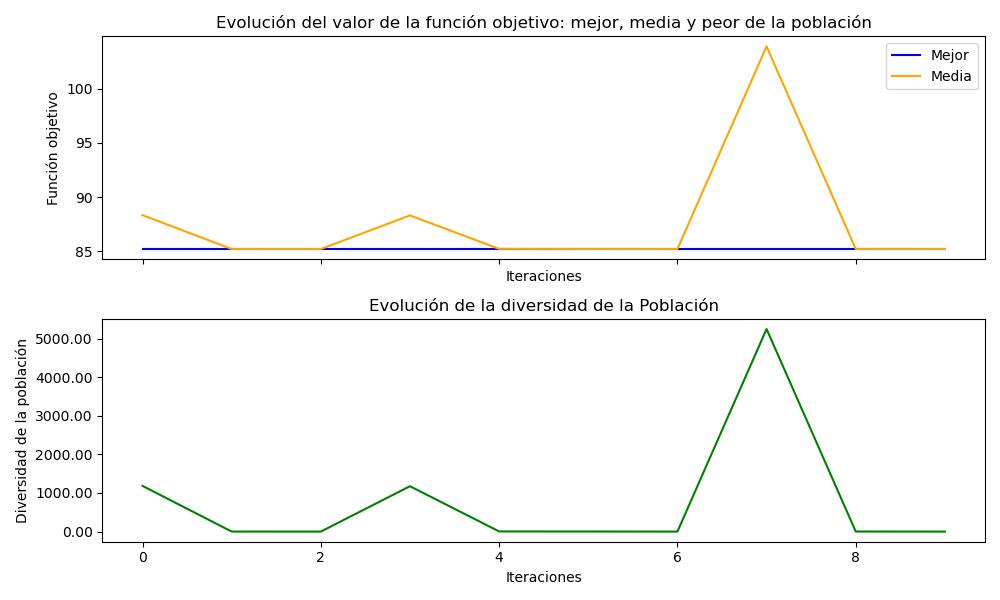 Evolución del valor de la función objetivo: mejor, media y peor de la población
Mejor
Media
Función objetivo
100
95
90
85
Iteraciones
Evolución de la diversidad de la Población
Diversidad de la población
5000.00
4000.00
3000.00
2000.00
1000.00
0.00
0 2 4 6 8
Iteraciones